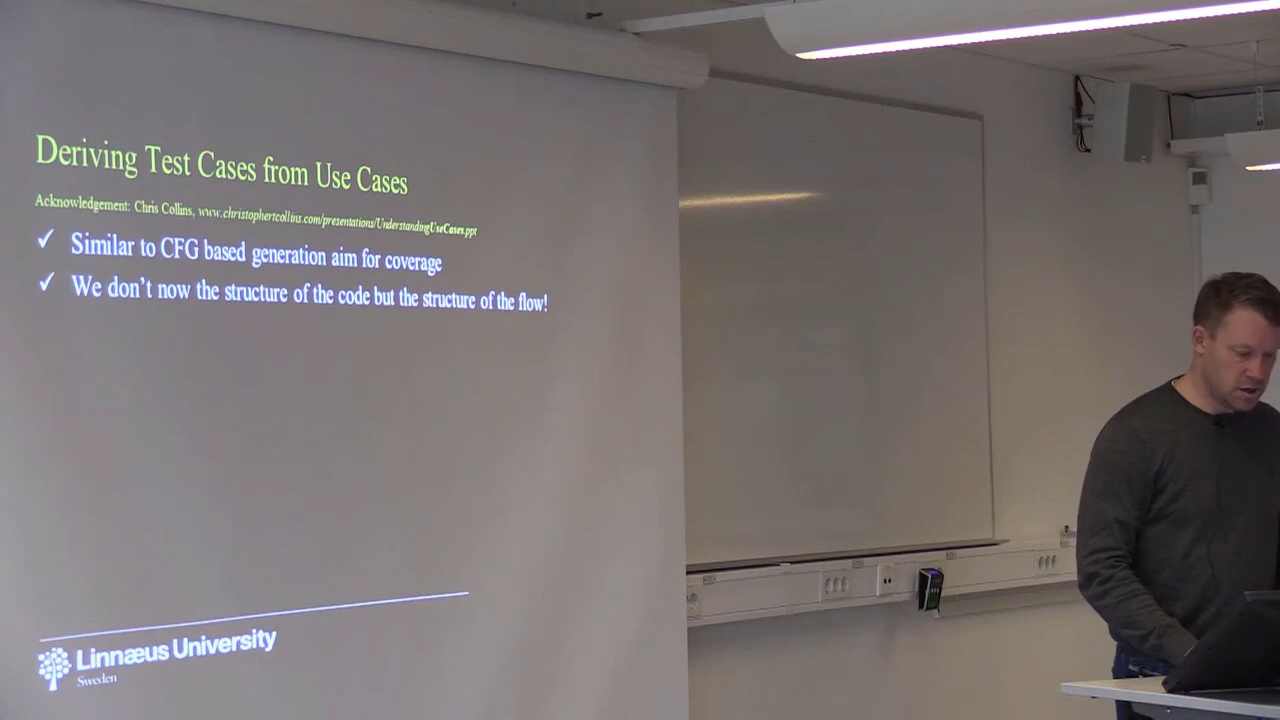 Deriving Test Cases from Use Cases
Acknowledgement: Chris Collins, www.christophertcollins.com/presentations/UnderstandingUseCases.ppt
✓ Similar to CFG based generation aim for coverage
✓ We don't now the structure of the code but the structure of the flow!
Linnæus University
Sweden